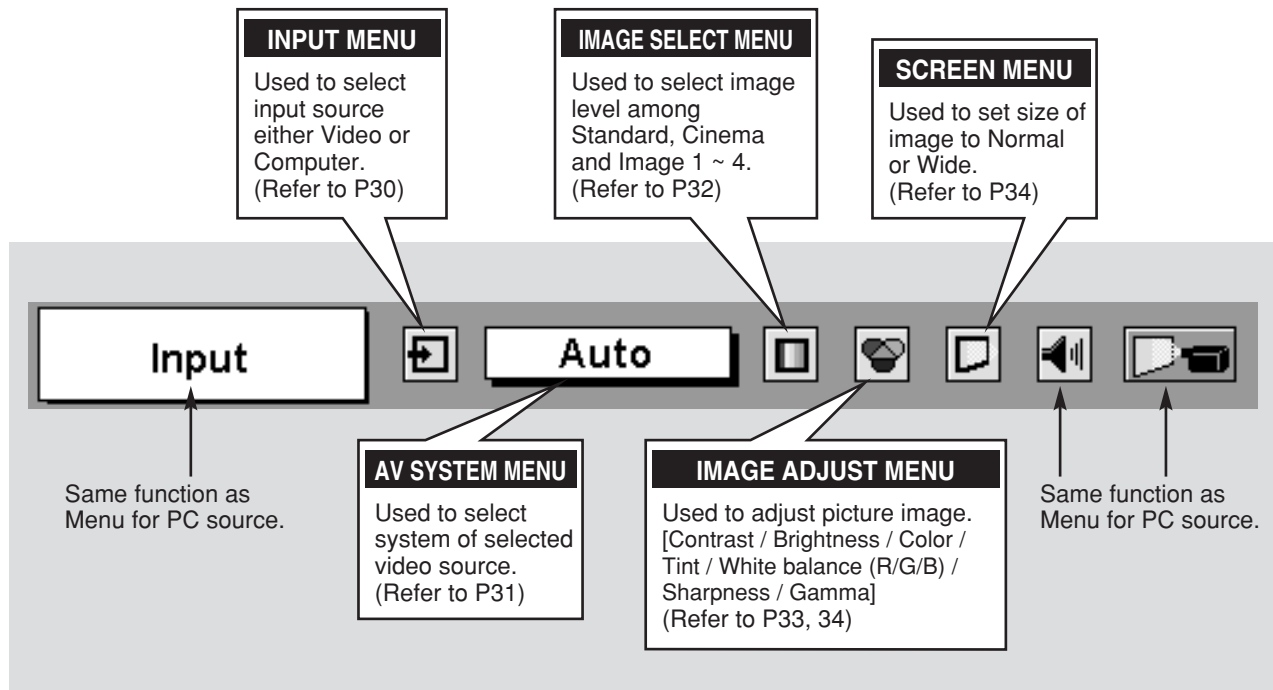 INPUT MENU
Used to select
input source
either Video or
Computer.
(Refer to P30)
IMAGE SELECT MENU
Used to select image
level among
Standard, Cinema
and Image 1 ~ 4.
(Refer to P32)
SCREEN MENU
Used to set size of
image to Normal
or Wide.
(Refer to P34)
Input
Auto
Same function as
Menu for PC source.
AV SYSTEM MENU
Used to select
system of selected
video source.
(Refer to P31)
IMAGE ADJUST MENU
Used to adjust picture image.
[Contrast / Brightness / Color /
Tint / White balance (R/G/B) /
Sharpness / Gamma]
(Refer to P33, 34)
Same function as
Menu for PC source.